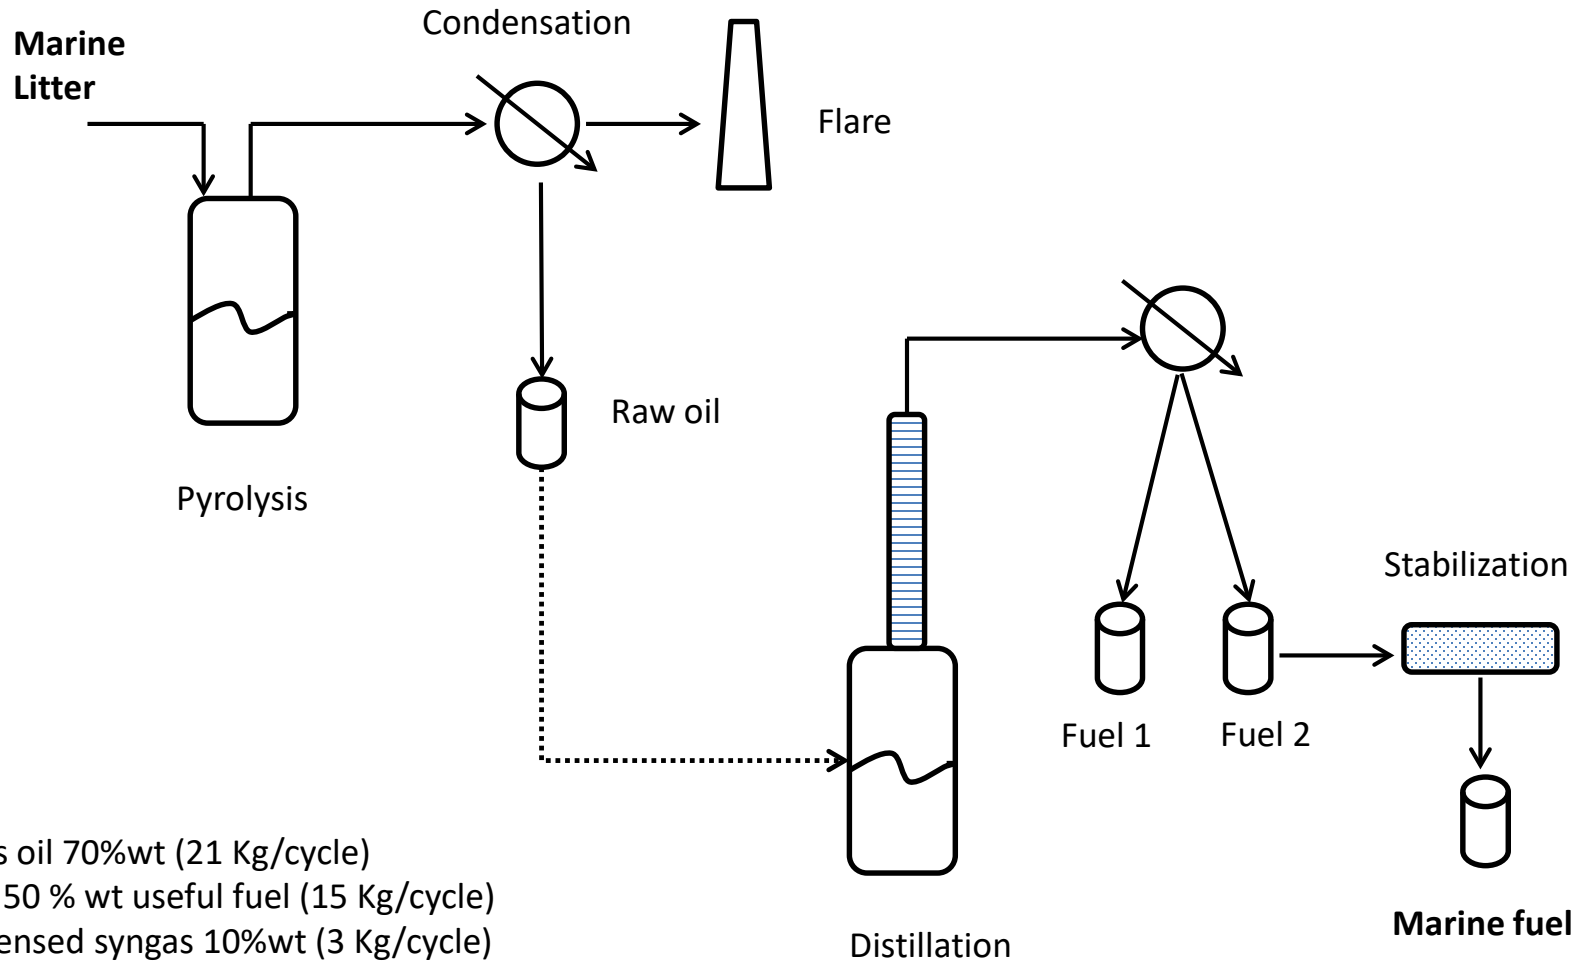 Condensation
Marine
Litter
Flare
Raw oil
Pyrolysis
Stabilization
Fuel 1
Fuel 2
oil 70%wt (21 Kg/cycle)
50 % wt useful fuel (15 Kg/cycle)
syngas 10%wt (3 Kg/cycle)
Marine fuel
Distillation